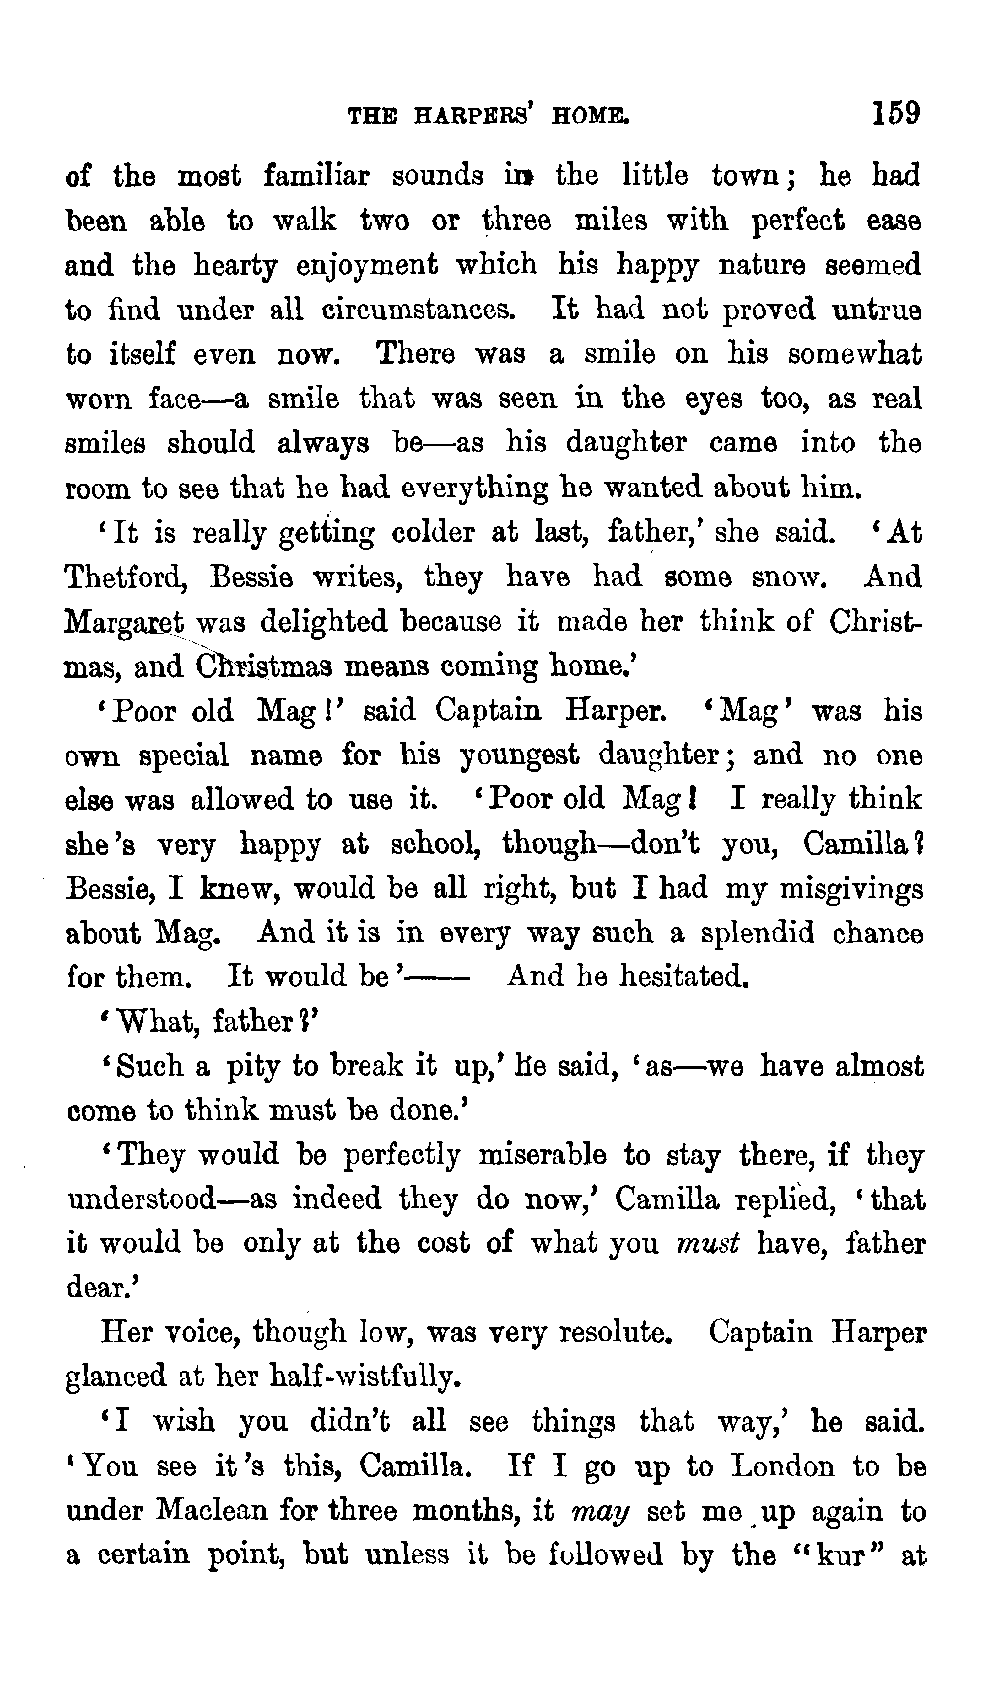 THE HARPERS' HOME. 159
of the most familiar sounds in the little town; he had
been able to walk two or three miles with perfect ease
and the hearty enjoyment which his happy nature seemed
to find under all circumstances. It had not proved untrue
to itself even now. There was a smile on his somewhat
worn face—a smile that was seen in the eyes too, as real
smiles should always be—as his daughter came into the
room to see that he had everything he wanted about him.
'It is really getting colder at last, father,' she said. 'At
Thetford, Bessie writes, they have had some snow. And
Margaret was delighted because it made her think of Christ-
mas, and Christmas means coming home.'
'Poor old Mag!' said Captain Harper. 'Mag' was his
own special name for his youngest daughter; and no one
else was allowed to use it. 'Poor old Mag! I really think
she's very happy at school, though—don't you, Camilla?
Bessie, I knew, would be all right, but I had my misgivings
about Mag. And it is in every way such a splendid chance
for them. It would be'—— And he hesitated.
'What, father?'
'Such a pity to break it up,' he said, 'as—we have almost
come to think must be done.'
'They would be perfectly miserable to stay there, if they
understood—as indeed they do now,' Camilla replied, 'that
it would be only at the cost of what you must have, father
dear.'
Her voice, though low, was very resolute. Captain Harper
glanced at her half-wistfully.
'I wish you didn't all see things that way,' he said.
'You see it's this, Camilla. If I go up to London to be
under Maclean for three months, it may set me up again to
a certain point, but unless it be followed by the "kur" at